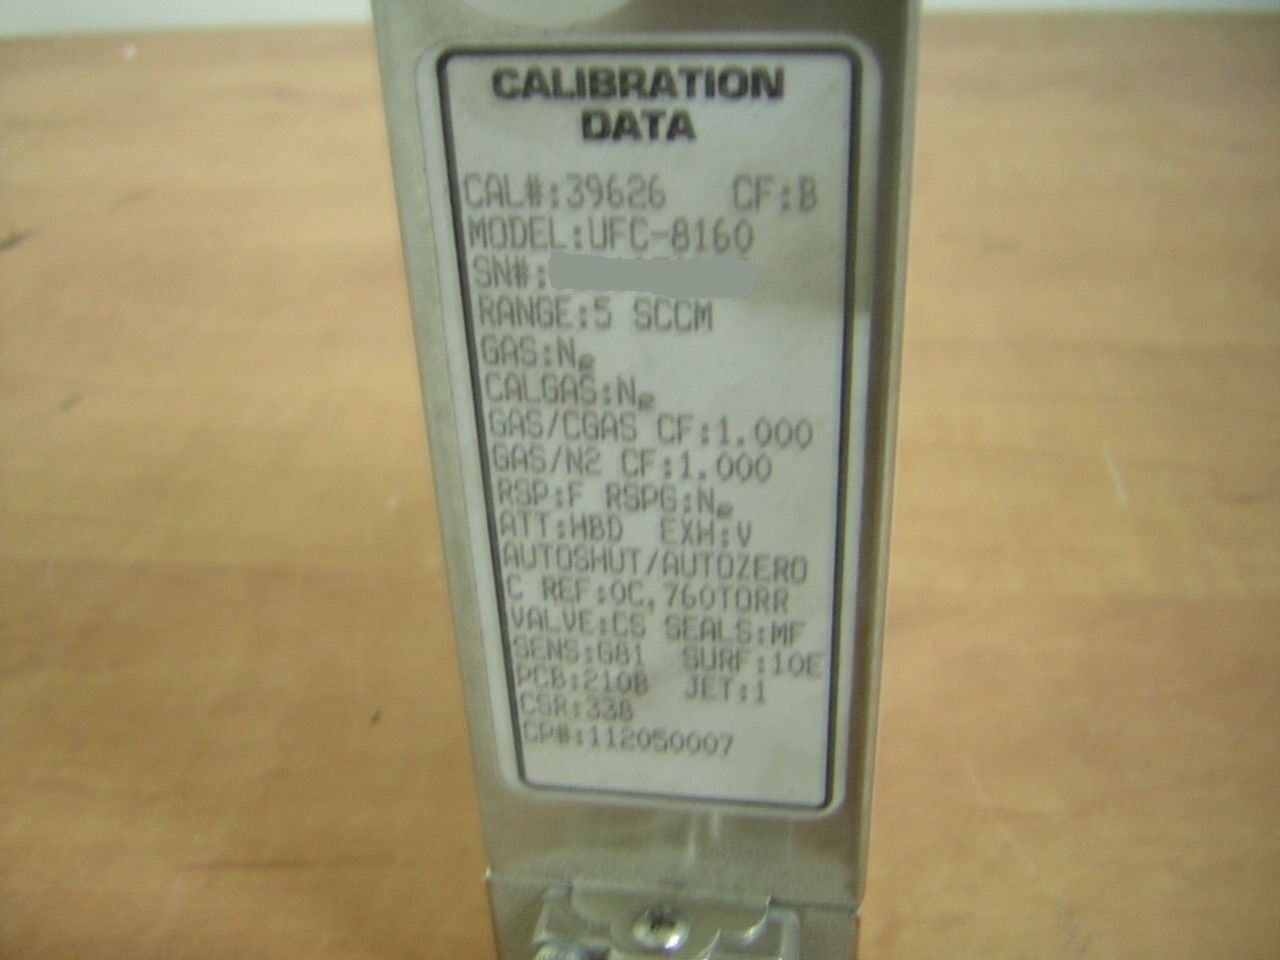 CALIBRATION
DATA
CAL#:39626 CF:B
MODEL:UFC-8160
SN#:
RANGE:5 SCCM
GAS:N₂
CALGAS:N₂
GAS/CGAS CF:1.000
GAS/N2 CF:1.000
RSP:F RSPG:N₂
ATT:HBD EXH:V
AUTOSHUT/AUTOZERO
C REF:0C,760TORR
VALVE:CS SEALS:MF
SENS:G81 SURF:10E
PCB:210B JET:1
CSR:338
CP#:112050007